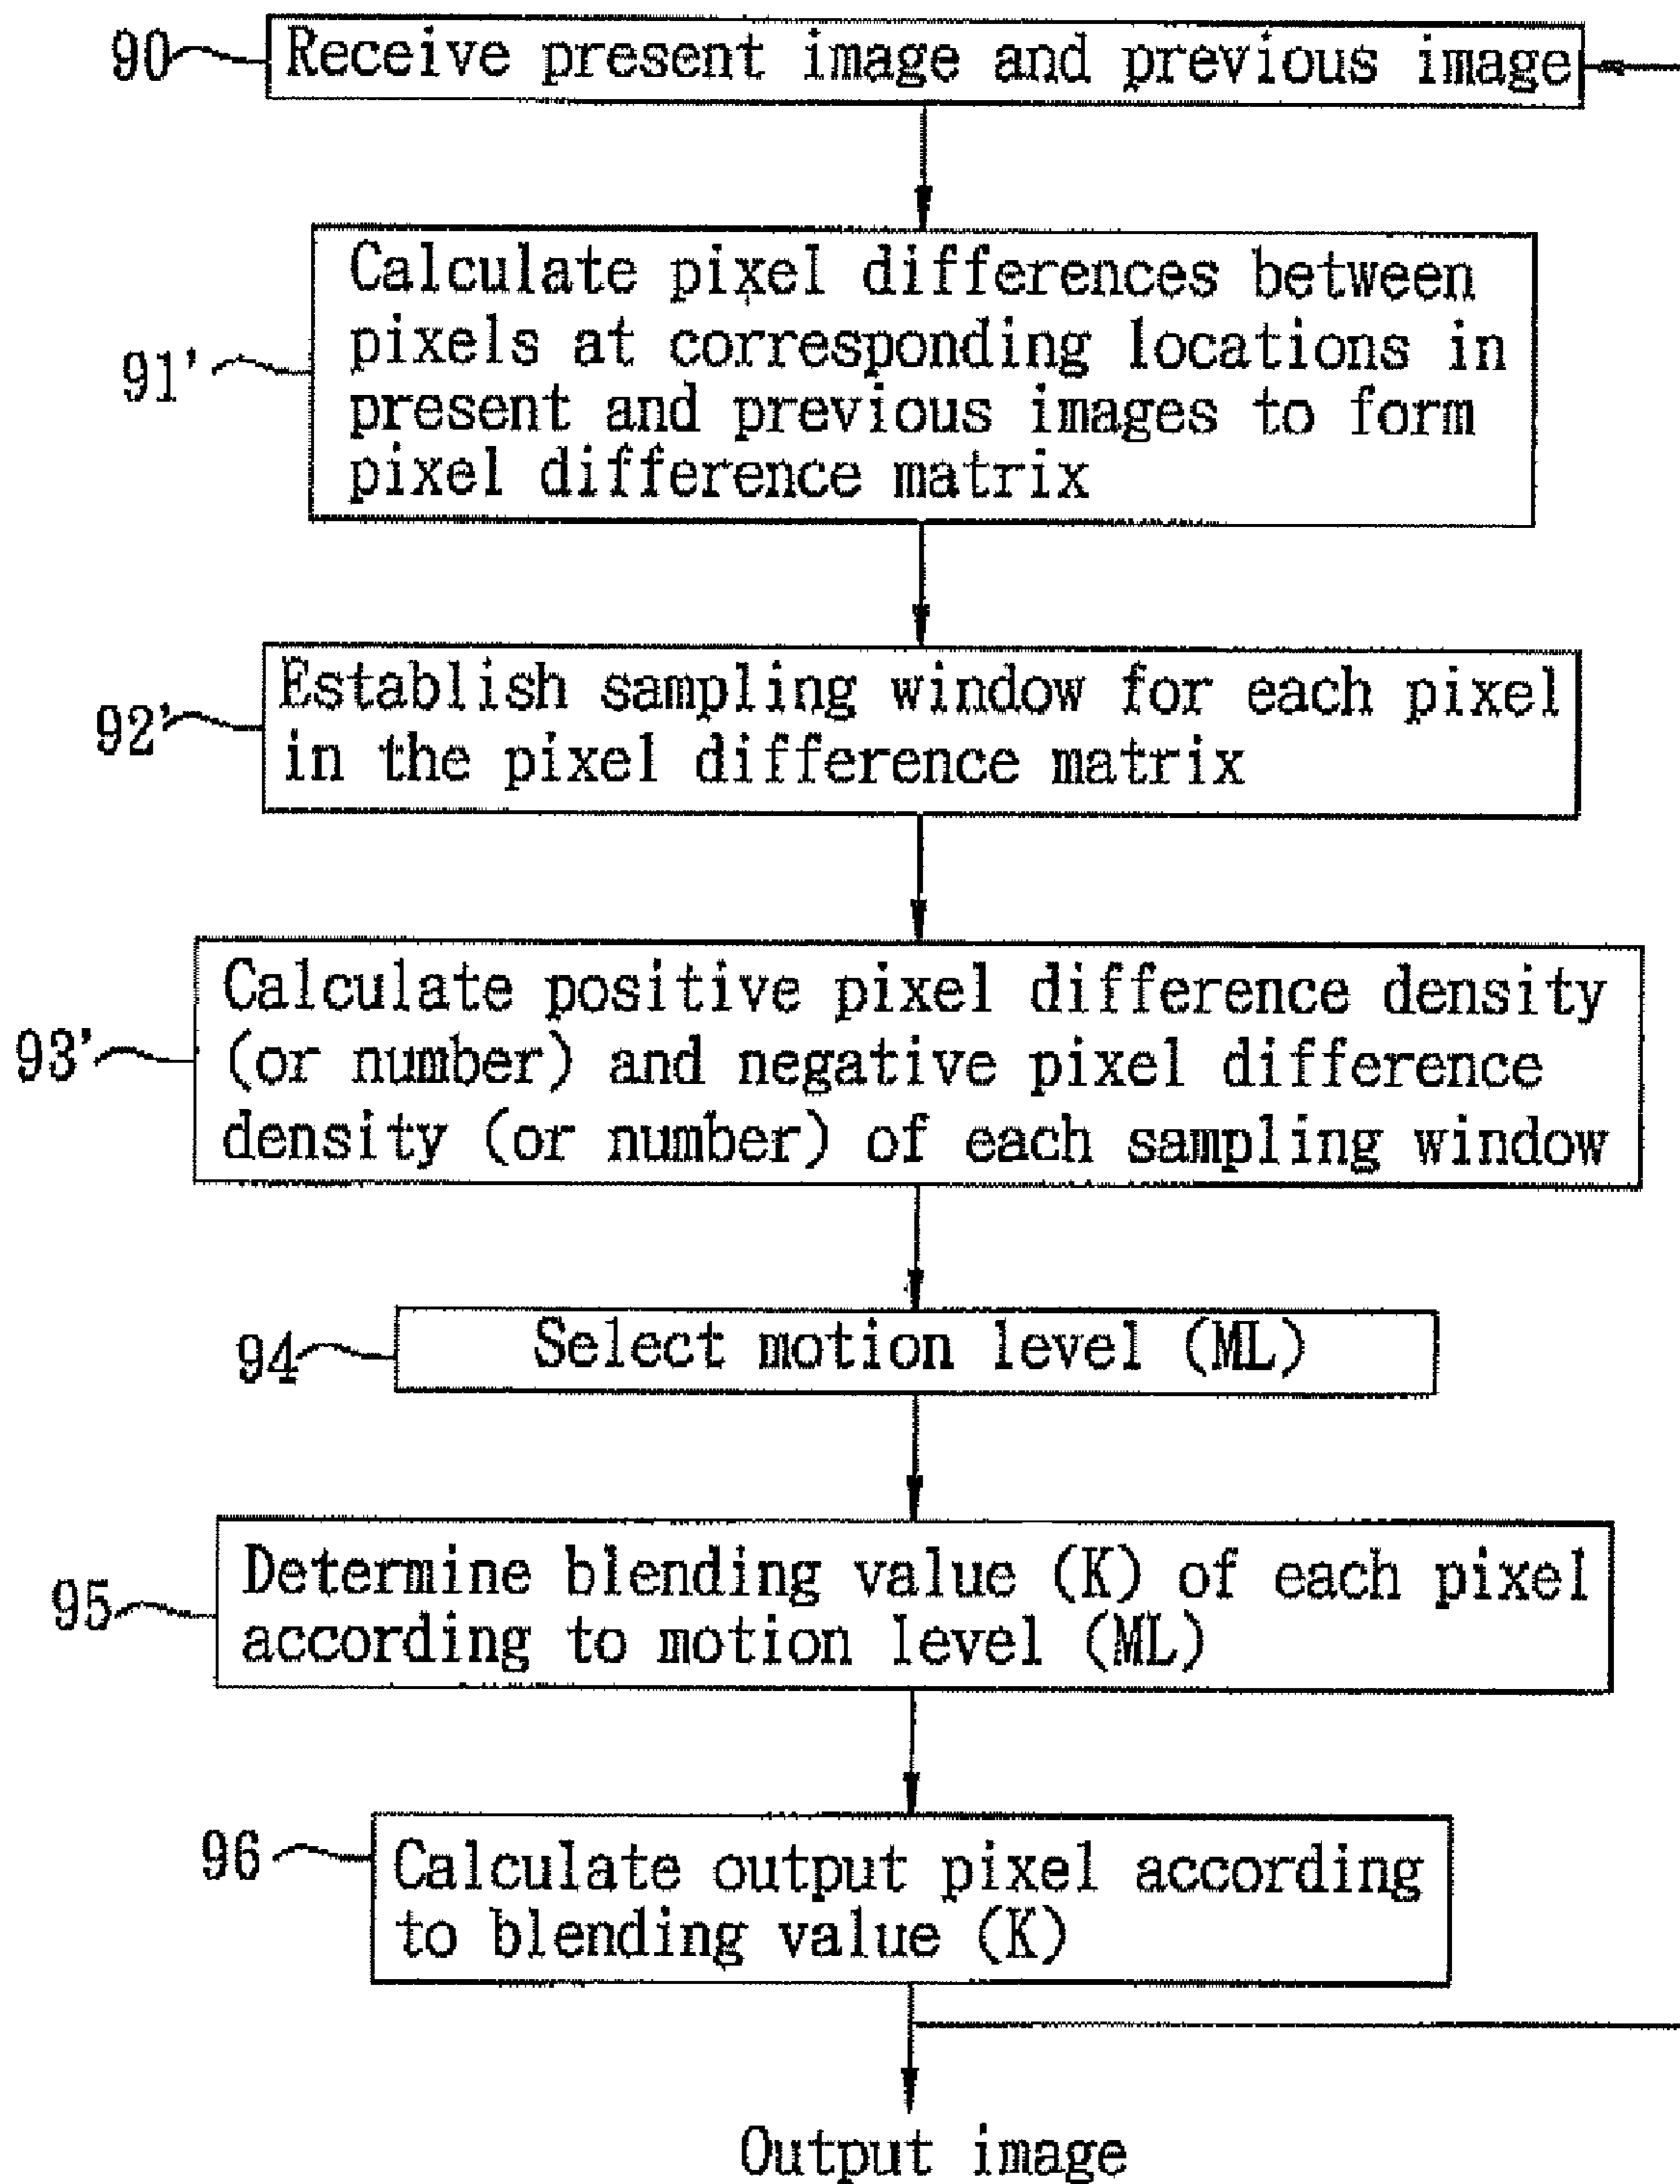 90
Receive present image and previous image
91'
Calculate pixel differences between
pixels at corresponding locations in
present and previous images to form
pixel difference matrix
92'
Establish sampling window for each pixel
in the pixel difference matrix
93'
Calculate positive pixel difference density
(or number) and negative pixel difference
density (or number) of each sampling window
94
Select motion level (ML)
95
Determine blending value (K) of each pixel
according to motion level (ML)
96
Calculate output pixel according
to blending value (K)
Output image